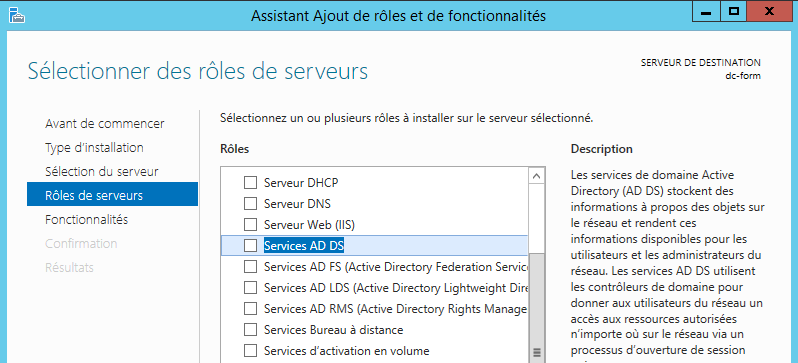 Assistant Ajout de rôles et de fonctionnalités
Sélectionner des rôles de serveurs
SERVEUR DE DESTINATION
dc-form
Avant de commencer
Type d'installation
Sélection du serveur
Rôles de serveurs
Fonctionnalités
Confirmation
Résultats
Sélectionnez un ou plusieurs rôles à installer sur le serveur sélectionné.
Rôles
Serveur DHCP
Serveur DNS
Serveur Web (IIS)
Services AD DS
Services AD FS (Active Directory Federation Service
Services AD LDS (Active Directory Lightweight Dire
Services AD RMS (Active Directory Rights Manage
Services Bureau à distance
Services d'activation en volume
Description
Les services de domaine Active
Directory (AD DS) stockent des
informations à propos des objets sur
le réseau et rendent ces
informations disponibles pour les
utilisateurs et les administrateurs du
réseau. Les services AD DS utilisent
les contrôleurs de domaine pour
donner aux utilisateurs du réseau un
accès aux ressources autorisées
n'importe où sur le réseau via un
processus d'ouverture de session